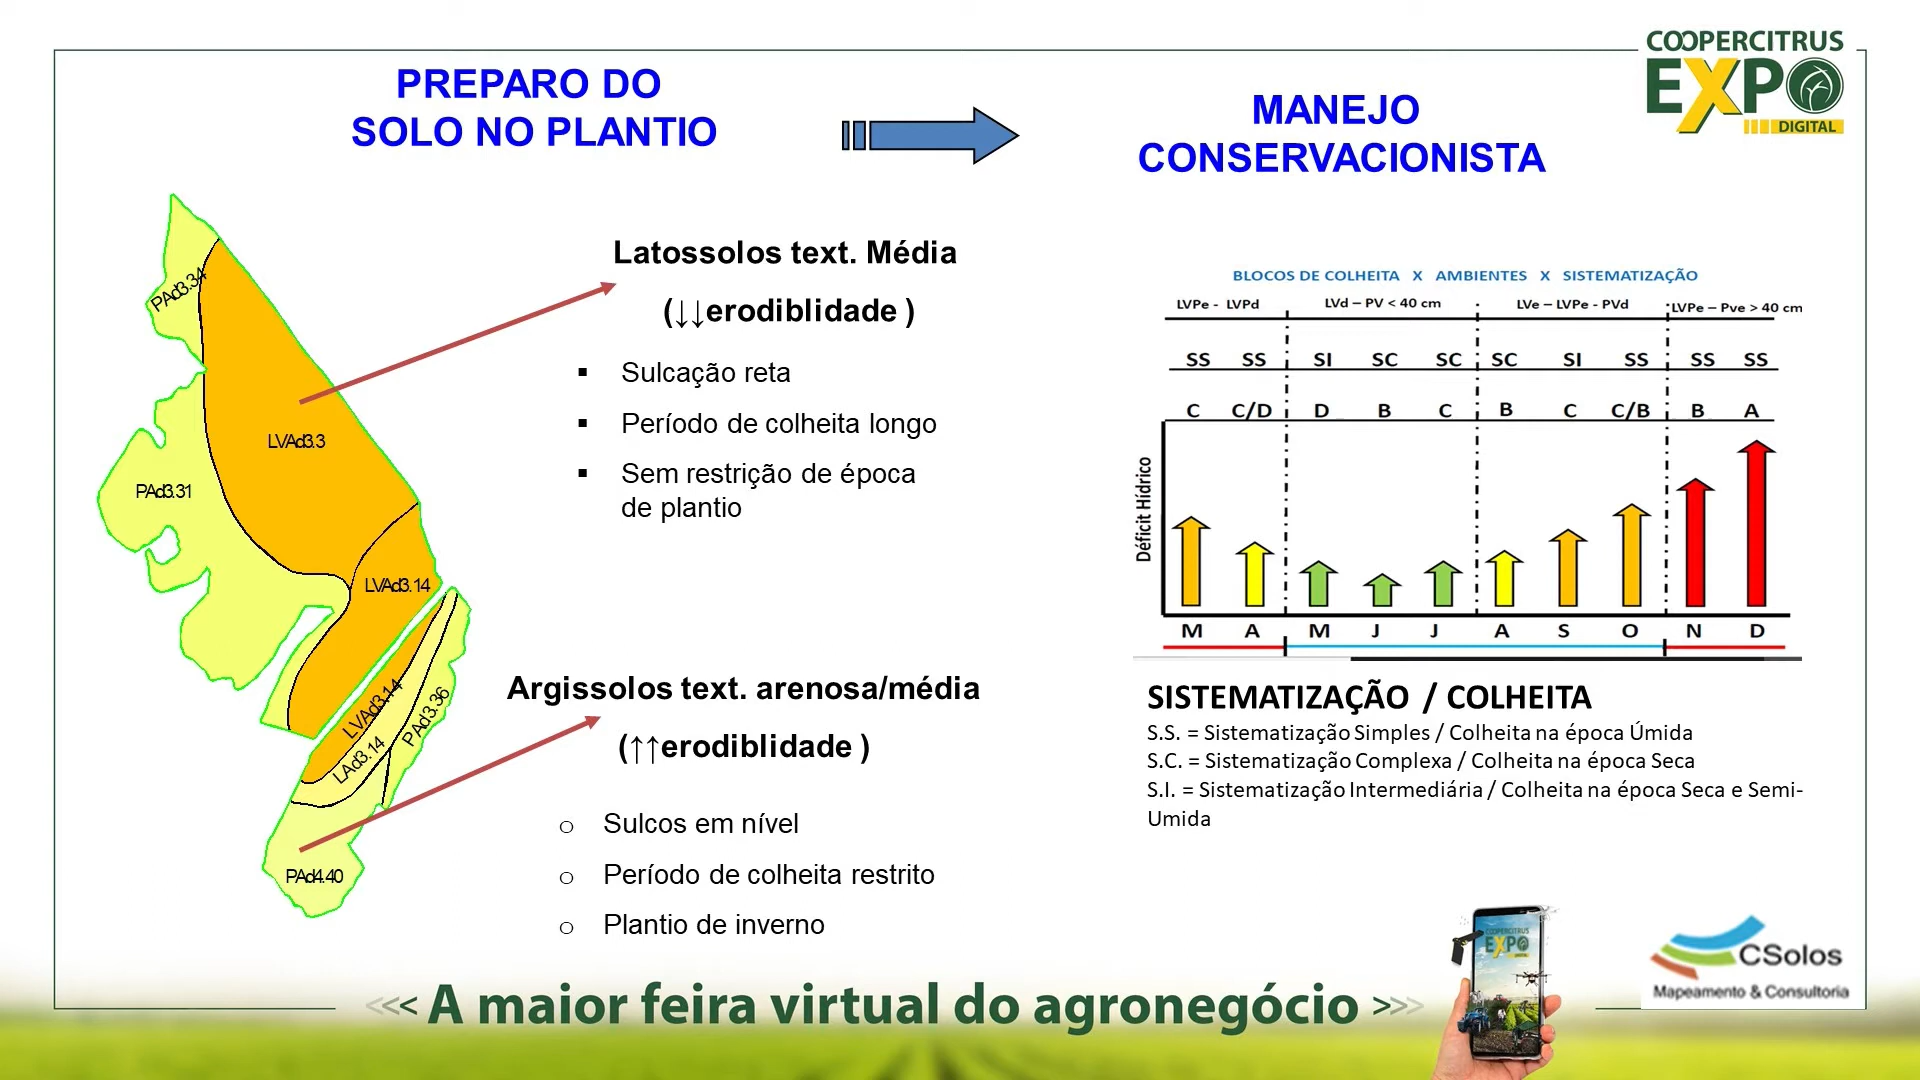 COOPERCITRUS
EXPO
DIGITAL
PREPARO DO
SOLO NO PLANTIO
MANEJO
CONSERVACIONISTA
PAd3.34
LVAd3.3
PAd3.31
LVAd3.14
LVAd3.14
LAd3.14
PAd3.36
PAd4.40
Latossolos text. Média
(↓↓erodiblidade )
▪ Sulcação reta
▪ Período de colheita longo
▪ Sem restrição de época
de plantio
Argissolos text. arenosa/média
(↑↑erodiblidade )
o Sulcos em nível
o Período de colheita restrito
o Plantio de inverno
BLOCOS DE COLHEITA X AMBIENTES X SISTEMATIZAÇÃO
LVPe - LVPd LVd – PV < 40 cm LVe – LVPe - PVd LVPe – Pve > 40 cm
SS SS SI SC SC SC SI SS SS SS
C C/D D B C B C C/B B A
Déficit Hídrico
M A M J J A S O N D
SISTEMATIZAÇÃO / COLHEITA
S.S. = Sistematização Simples / Colheita na época Úmida
S.C. = Sistematização Complexa / Colheita na época Seca
S.I. = Sistematização Intermediária / Colheita na época Seca e Semi-
Umida
COOPERCITRUS
EXPO
CSolos
Mapeamento & Consultoria
<<< A maior feira virtual do agronegócio >>>